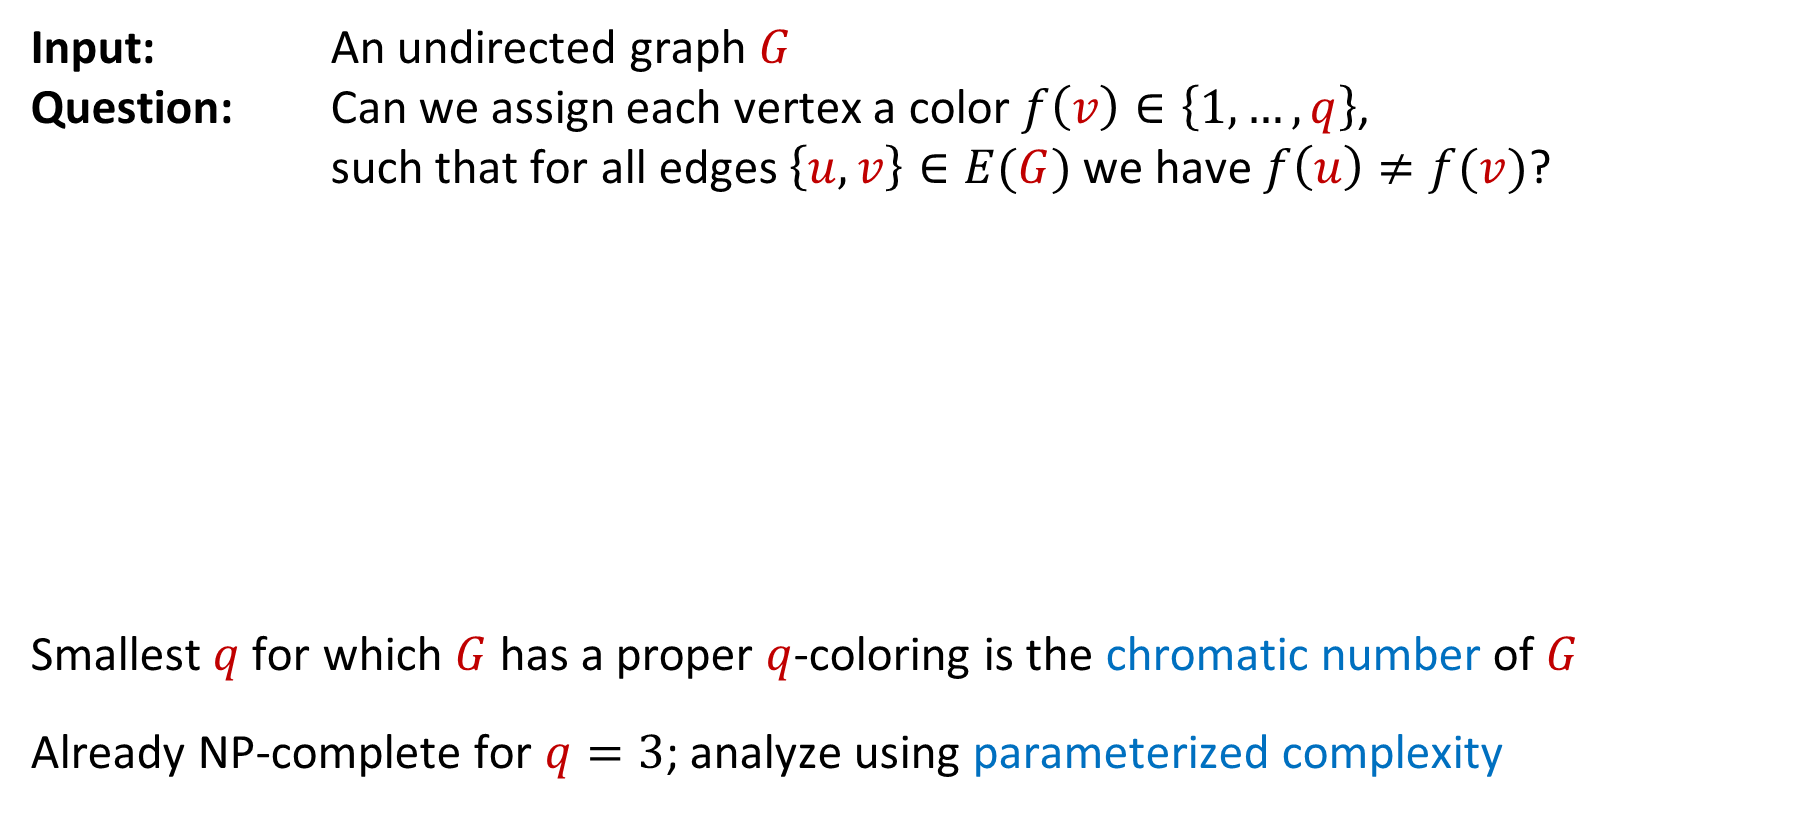 Input: An undirected graph G
Question: Can we assign each vertex a color f(v) ∈ {1, … , q},
such that for all edges {u, v} ∈ E(G) we have f(u) ≠ f(v)?
Smallest q for which G has a proper q-coloring is the chromatic number of G
Already NP-complete for q = 3; analyze using parameterized complexity